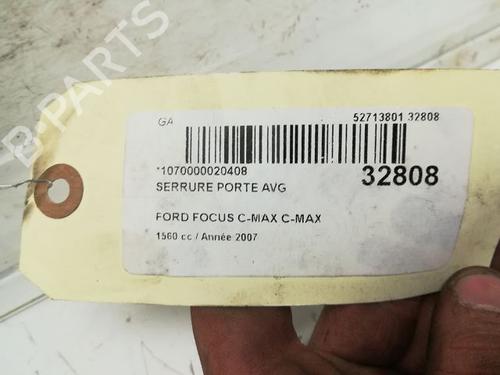 B-PARTS
GA
52713801 32808
*1070000020408
32808
SERRURE PORTE AVG
FORD FOCUS C-MAX C-MAX
1560 cc / Année 2007